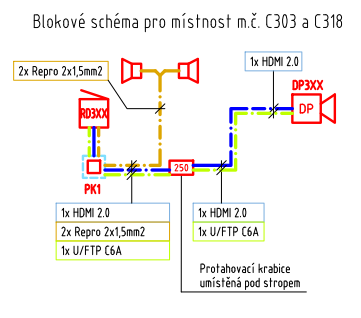 Blokové schéma pro místnost m.č. C303 a C318
1x HDMI 2.0
2x Repro 2x1,5mm2
DP3XX
RD3XX
DP
PK1
250
1x HDMI 2.0
2x Repro 2x1,5mm2
1x U/FTP C6A
1x HDMI 2.0
1x U/FTP C6A
Protahovací krabice
umístěná pod stropem